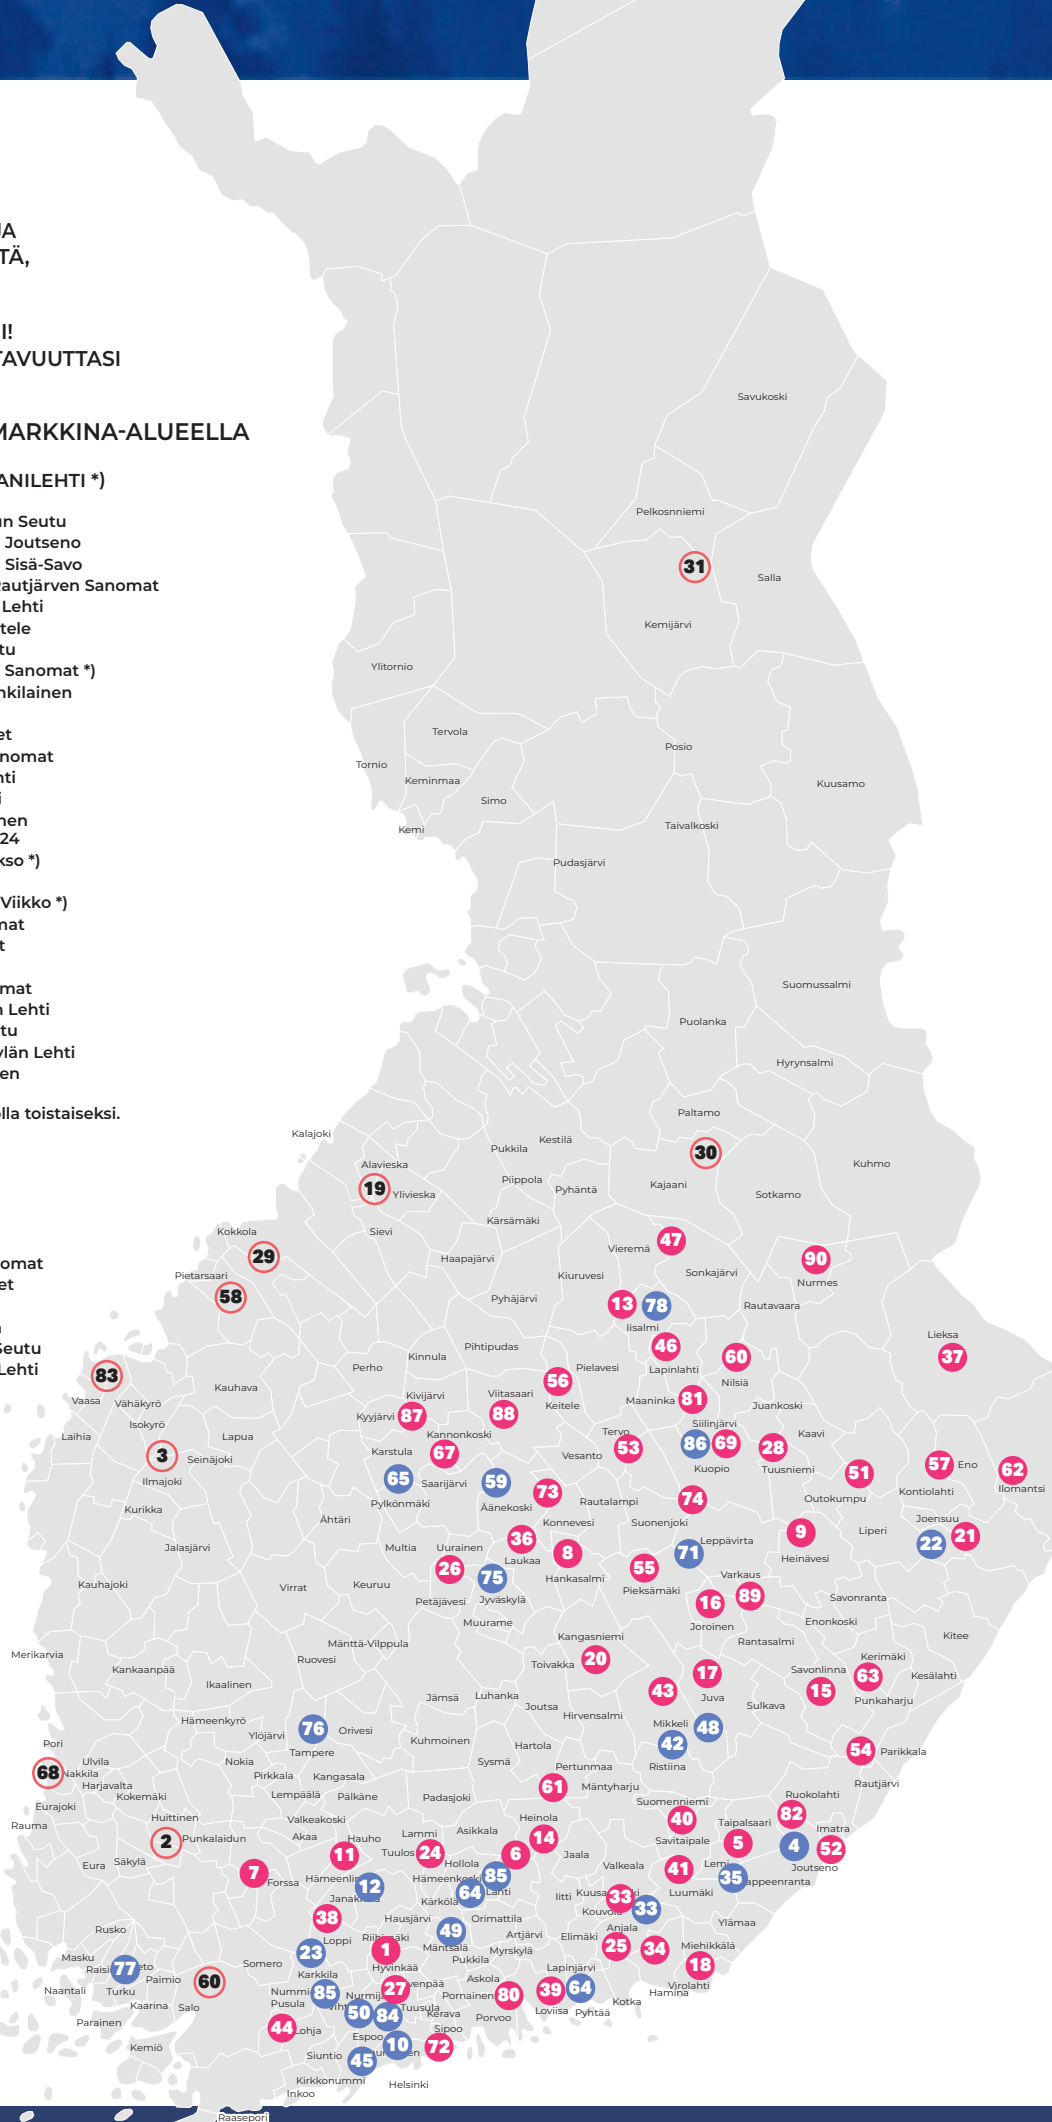 JA
TÄ,
I!
TAVUUTTASI
MARKKINA-ALUEELLA
ANILEHTI *)
un Seutu
Joutseno
Sisä-Savo
Rautjärven Sanomat
Lehti
tele
tu
Sanomat *)
nkilainen
et
nomat
hti
i
nen
24
kso *)
Viikko *)
mat
t
mat
n Lehti
tu
ylän Lehti
en
olla toistaiseksi.
omat
et
a
Seutu
Lehti
Savukoski
Pelkosnniemi
31
Salla
Kemijärvi
Ylitornio
Tervola
Posio
Tornio
Keminmaa
Kuusamo
Simo
Kemi
Taivalkoski
Pudasjärvi
Suomussalmi
Puolanka
Hyrynsalmi
Paltamo
Kalajoki
Kestilä
Pukkila
30
Alavieska
Kuhmo
19
Ylivieska
Piippola
Pyhäntä
Kajaani
Sotkamo
Kärsämäki
Kokkola
Sievi
47
Vieremä
29
Haapajärvi
90
Pietarsaari
Kiuruvesi
Sonkajärvi
Nurmes
58
Pyhäjärvi
13
78
Rautavaara
Iisalmi
Lieksa
Pihtipudas
46
60
37
Kinnula
Perho
Pielavesi
Lapinlahti
83
56
Nilsiä
Kauhava
Kivijärvi
Viitasaari
Keitele
Maaninka
81
Juankoski
Vaasa
Vähäkyrö
Kyyjärvi
87
88
Isokyrö
Siilinjärvi
Laihia
Lapua
Kannonkoski
Tervo
Kaavi
3
Seinäjoki
Karstula
67
Vesanto
53
86
69
28
57
Eno
62
Ilmajoki
65
Saarijärvi
59
Kuopio
Tuusniemi
51
Kontiolahti
Ilomantsi
Kurikka
Pylkönmäki
Äänekoski
73
Rautalampi
74
Outokumpu
Ähtäri
Konnevesi
Suonenjoki
Joensuu
Jalasjärvi
Multia
Uurainen
36
Leppävirta
9
Liperi
22
21
Laukaa
8
71
Heinävesi
26
75
Hankasalmi
55
Kauhajoki
Virrat
Keuruu
Petäjävesi
Jyväskylä
Pieksämäki
Varkaus
89
Savonranta
16
Muurame
Joroinen
Enonkoski
Mänttä-Vilppula
Kangasniemi
Rantasalmi
Kitee
Merikarvia
Ruovesi
Toivakka
20
Kerimäki
Kankaanpää
17
Savonlinna
63
Kesälahti
Ikaalinen
43
Juva
15
Punkaharju
Jämsä
Luhanka
Joutsa
Sulkava
Hämeenkyrö
Hirvensalmi
Mikkeli
48
Ylöjärvi
76
Orivesi
Kuhmoinen
Hartola
42
54
Parikkala
Pori
Tampere
Sysmä
Pertunmaa
Ristiina
Ulvila
Nokia
68
Nakkila
Pirkkala
Kangasala
61
Mäntyharju
Rautjärvi
Harjavalta
Kokemäki
Lempäälä
Pälkäne
Padasjoki
Suomenniemi
Ruokolahti
Eurajoki
Huittinen
Valkeakoski
Heinola
40
Taipalsaari
82
Rauma
Akaa
Hauho
Lammi
Asikkala
14
Imatra
2
Punkalaidun
Savitaipale
5
4
52
11
Tuulos
24
6
Jaala
Eura
Säkylä
Hollola
Valkeala
41
Lemi
Joutseno
7
Forssa
12
85
35
64
Lahti
Iitti
33
Luumäki
Kärkölä
Kouvola
33
38
Hausjärvi
Orimattila
Ylämaa
Rusko
Loppi
49
Artjärvi
Elimäki
Anjala
23
1
Mäntsälä
Myrskylä
25
34
Miehikkälä
Masku
77
Somero
Hyvinkää
Pukkila
Lapinjärvi
18
Paimio
60
Karkkila
Askola
Virolahti
Naantali
Turku
85
27
Pornainen
80
39
64
Hamina
Kaarina
Salo
Pusula
50
84
Tuusula
Kerava
Porvoo
Loviisa
Pyhtää
Kotka
Parainen
44
Lohja
Espoo
Sipoo
Kemiö
10
72
Siuntio
45
Kirkkonummi
Helsinki
Inkoo
Raasepori